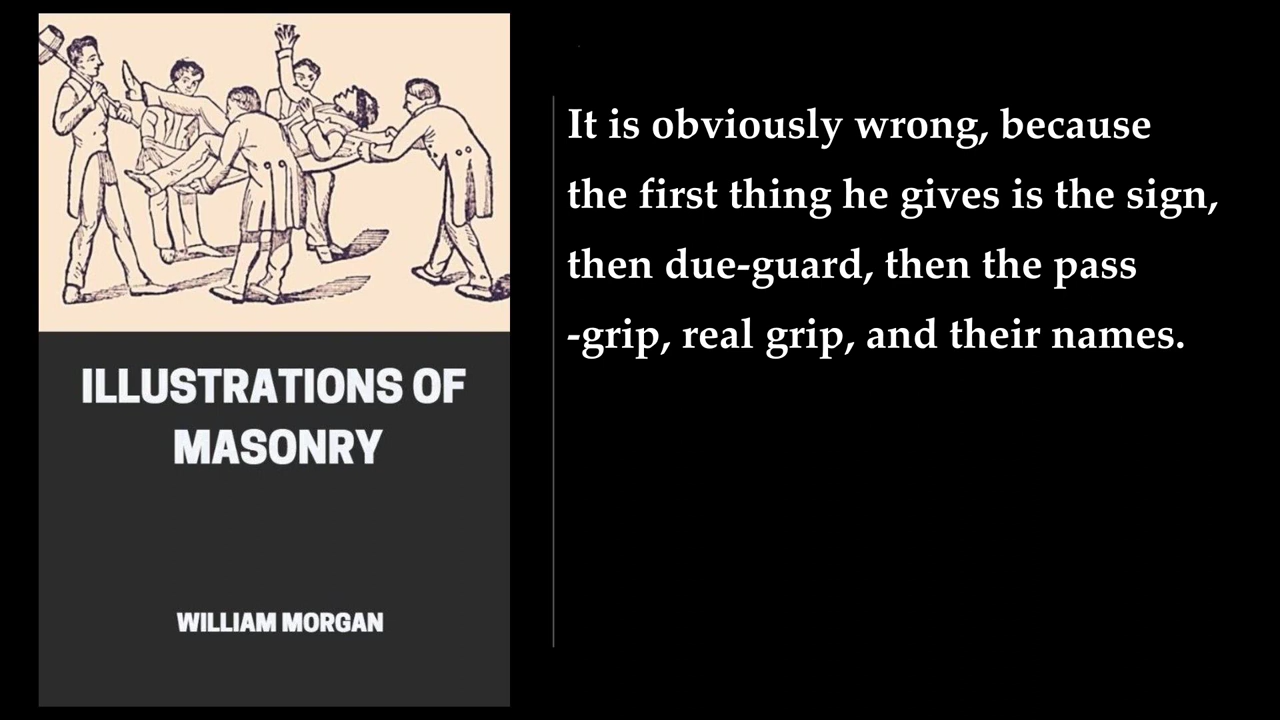 ILLUSTRATIONS OF
MASONRY
WILLIAM MORGAN
It is obviously wrong, because
the first thing he gives is the sign,
then due-guard, then the pass
-grip, real grip, and their names.